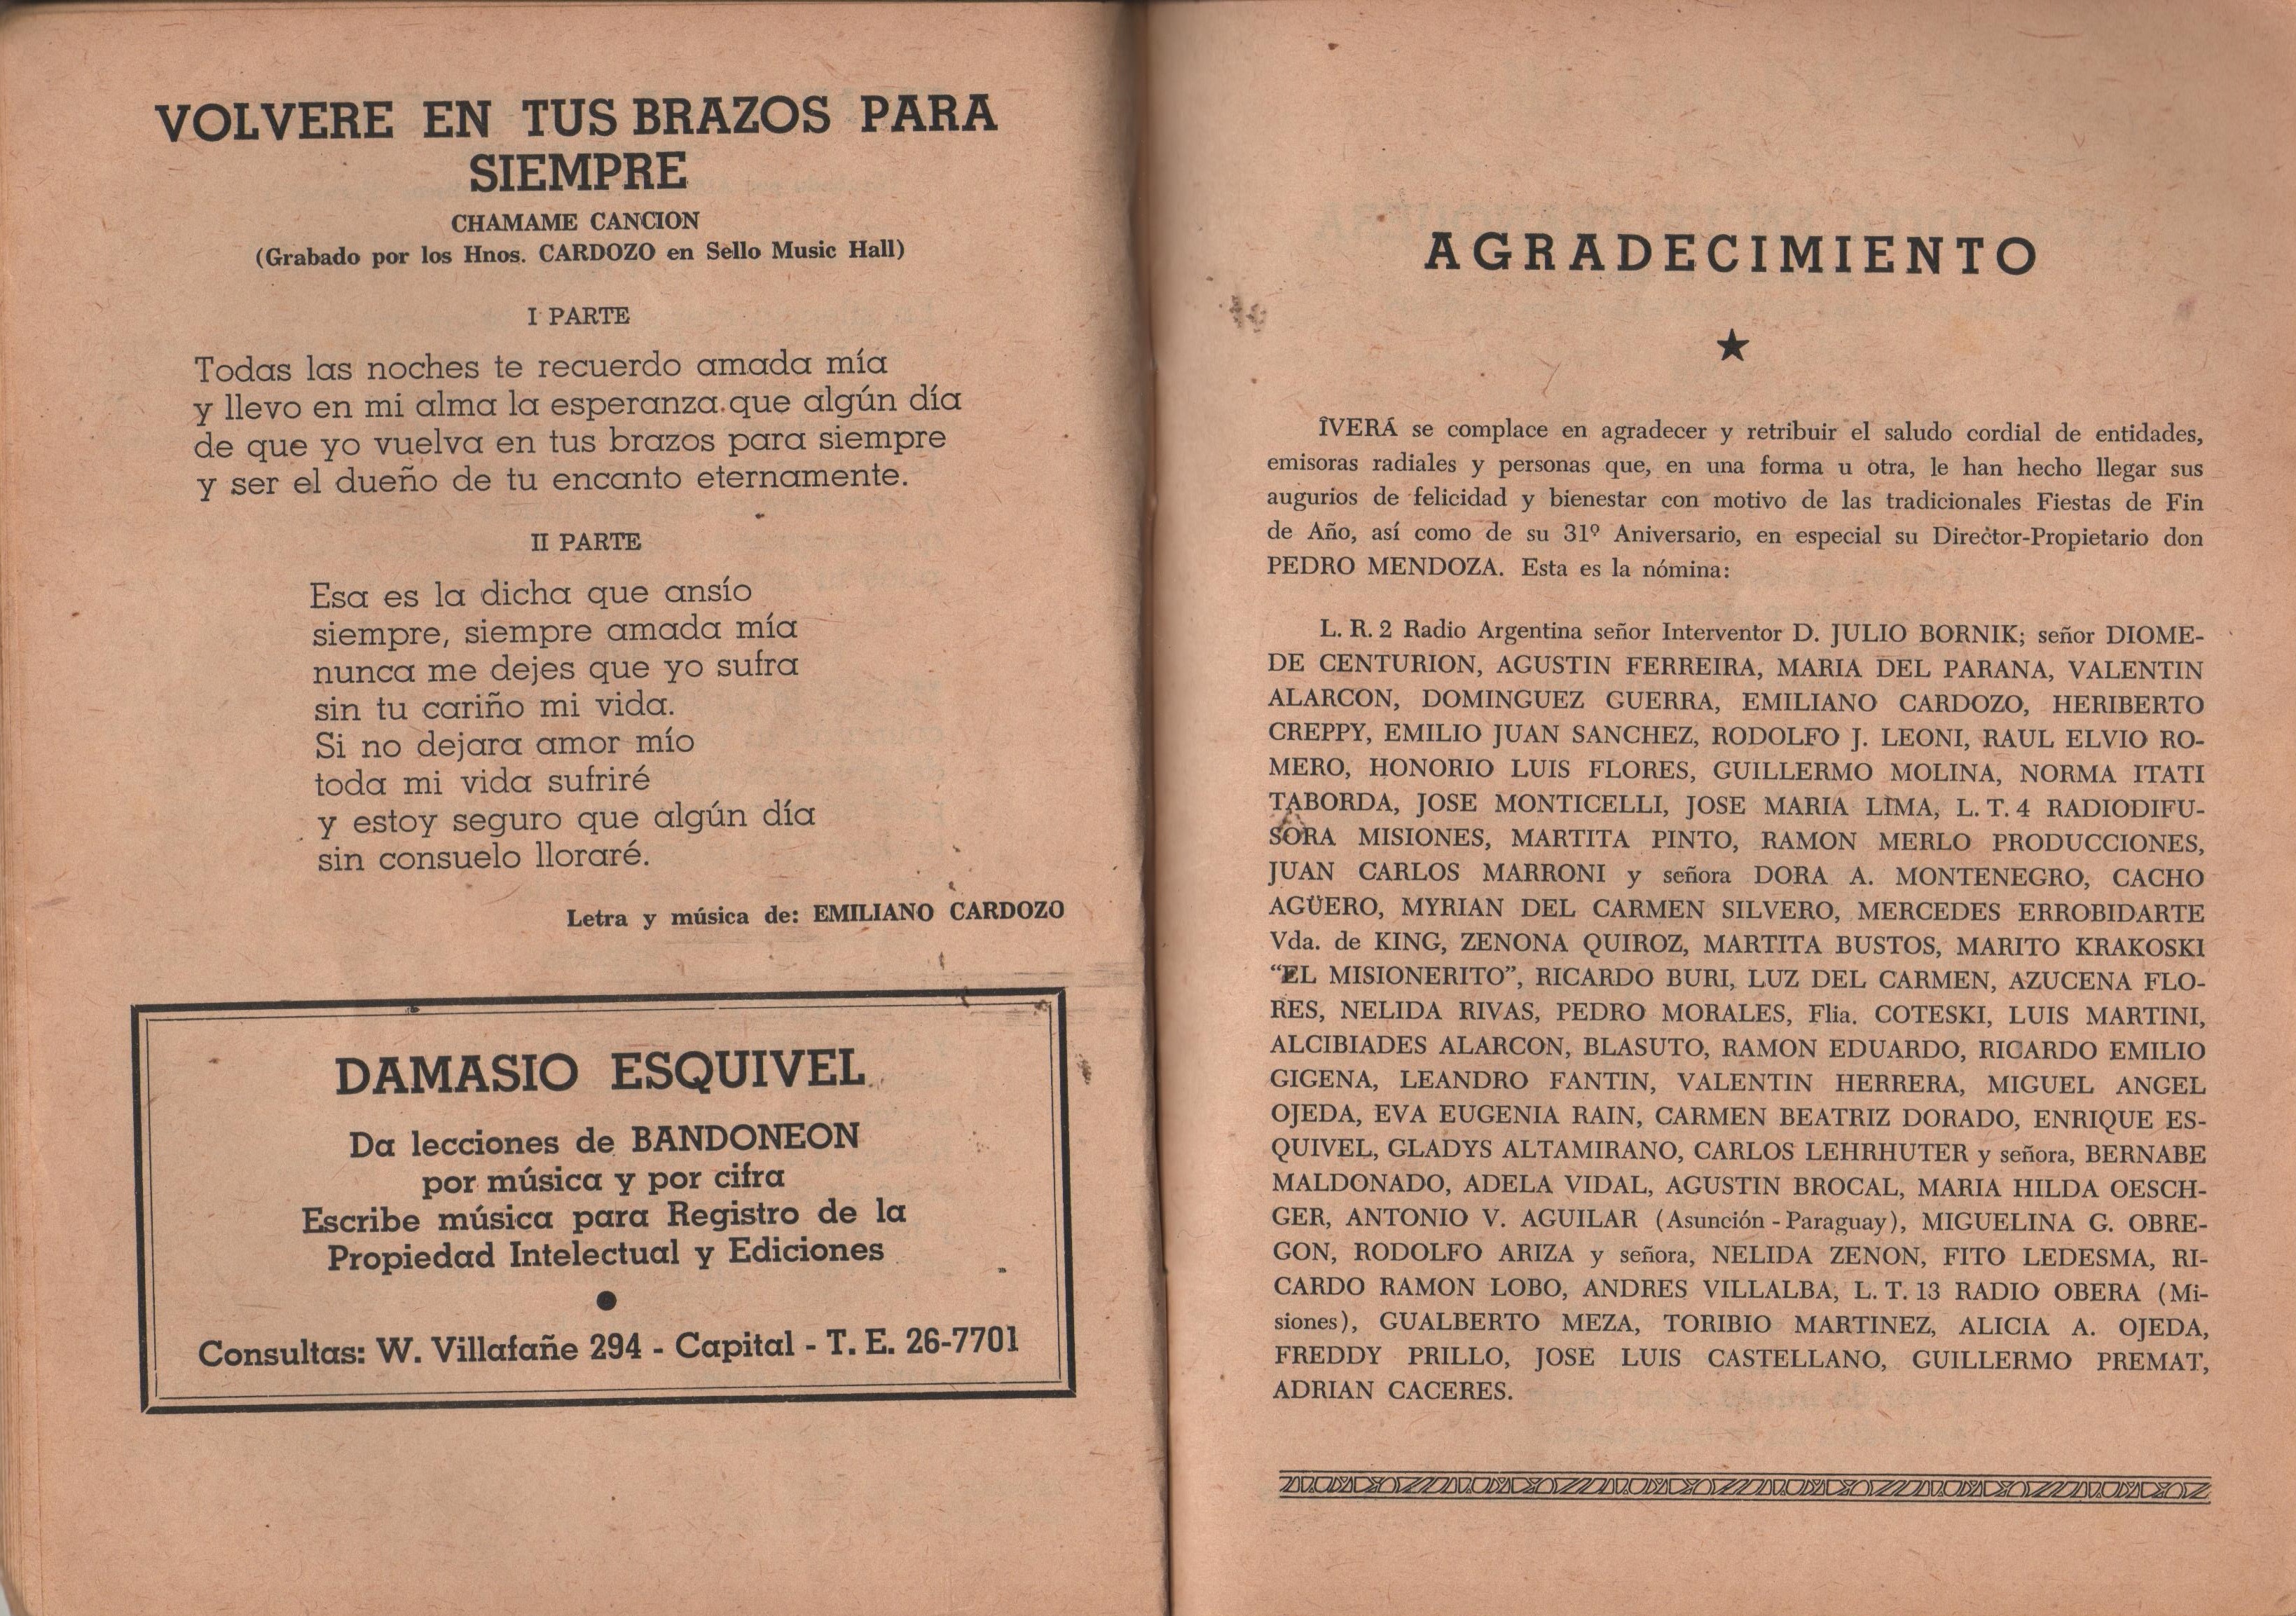 VOLVERE EN TUS BRAZOS PARA
SIEMPRE
CHAMAME CANCION
(Grabado por los Hnos. CARDOZO en Sello Music Hall)
I PARTE
Todas las noches te recuerdo amada mía
y llevo en mi alma la esperanza que algún día
de que yo vuelva en tus brazos para siempre
y ser el dueño de tu encanto eternamente.
II PARTE
Esa es la dicha que ansío
siempre, siempre amada mía
nunca me dejes que yo sufra
sin tu cariño mi vida.
Si no dejara amor mío
toda mi vida sufriré
y estoy seguro que algún día
sin consuelo lloraré.
Letra y música de: EMILIANO CARDOZO
DAMASIO ESQUIVEL
Da lecciones de BANDONEON
por música y por cifra
Escribe música para Registro de la
Propiedad Intelectual y Ediciones
Consultas: W. Villafañe 294 - Capital - T. E. 26-7701
AGRADECIMIENTO
ÎVERÁ se complace en agradecer y retribuir el saludo cordial de entidades,
emisoras radiales y personas que, en una forma u otra, le han hecho llegar sus
augurios de felicidad y bienestar con motivo de las tradicionales Fiestas de Fin
de Año, así como de su 31º Aniversario, en especial su Director-Propietario don
PEDRO MENDOZA. Esta es la nómina:
L. R. 2 Radio Argentina señor Interventor D. JULIO BORNIK; señor DIOME-
DE CENTURION, AGUSTIN FERREIRA, MARIA DEL PARANA, VALENTIN
ALARCON, DOMINGUEZ GUERRA, EMILIANO CARDOZO, HERIBERTO
CREPPY, EMILIO JUAN SANCHEZ, RODOLFO J. LEONI, RAUL ELVIO RO-
MERO, HONORIO LUIS FLORES, GUILLERMO MOLINA, NORMA ITATI
TABORDA, JOSE MONTICELLI, JOSE MARIA LIMA, L. T. 4 RADIODIFU-
SORA MISIONES, MARTITA PINTO, RAMON MERLO PRODUCCIONES,
JUAN CARLOS MARRONI y señora DORA A. MONTENEGRO, CACHO
AGÜERO, MYRIAN DEL CARMEN SILVERO, MERCEDES ERROBIDARTE
Vda. de KING, ZENONA QUIROZ, MARTITA BUSTOS, MARITO KRAKOSKI
“EL MISIONERITO”, RICARDO BURI, LUZ DEL CARMEN, AZUCENA FLO-
RES, NELIDA RIVAS, PEDRO MORALES, Flia. COTESKI, LUIS MARTINI,
ALCIBIADES ALARCON, BLASUTO, RAMON EDUARDO, RICARDO EMILIO
GIGENA, LEANDRO FANTIN, VALENTIN HERRERA, MIGUEL ANGEL
OJEDA, EVA EUGENIA RAIN, CARMEN BEATRIZ DORADO, ENRIQUE ES-
QUIVEL, GLADYS ALTAMIRANO, CARLOS LEHRHUTER y señora, BERNABE
MALDONADO, ADELA VIDAL, AGUSTIN BROCAL, MARIA HILDA OESCH-
GER, ANTONIO V. AGUILAR (Asunción - Paraguay), MIGUELINA G. OBRE-
GON, RODOLFO ARIZA y señora, NELIDA ZENON, FITO LEDESMA, RI-
CARDO RAMON LOBO, ANDRES VILLALBA, L. T. 13 RADIO OBERA (Mi-
siones), GUALBERTO MEZA, TORIBIO MARTINEZ, ALICIA A. OJEDA,
FREDDY PRILLO, JOSE LUIS CASTELLANO, GUILLERMO PREMAT,
ADRIAN CACERES.